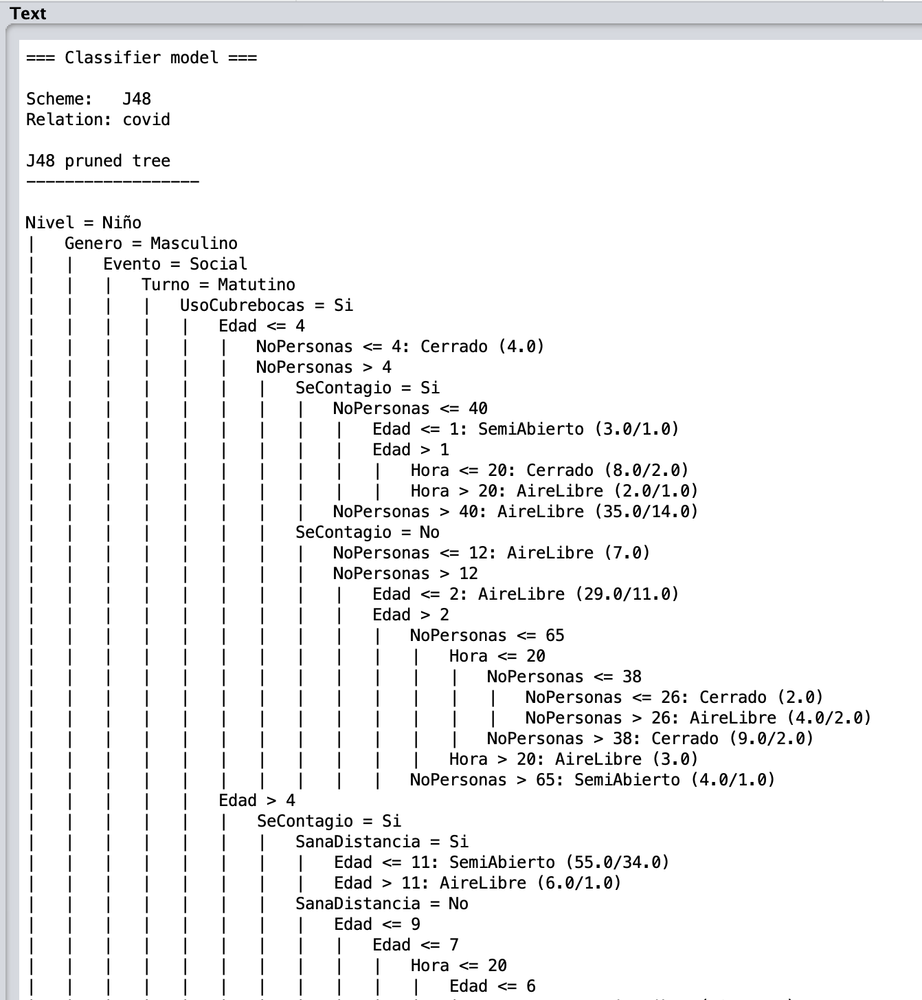 Text
=== Classifier model ===
Scheme:   J48
Relation: covid
J48 pruned tree
------------------
Nivel = Niño
|   Genero = Masculino
|   |   Evento = Social
|   |   |   Turno = Matutino
|   |   |   |   UsoCubrebocas = Si
|   |   |   |   |   Edad <= 4
|   |   |   |   |   |   NoPersonas <= 4: Cerrado (4.0)
|   |   |   |   |   |   NoPersonas > 4
|   |   |   |   |   |   |   SeContagio = Si
|   |   |   |   |   |   |   |   NoPersonas <= 40
|   |   |   |   |   |   |   |   |   Edad <= 1: SemiAbierto (3.0/1.0)
|   |   |   |   |   |   |   |   |   Edad > 1
|   |   |   |   |   |   |   |   |   |   Hora <= 20: Cerrado (8.0/2.0)
|   |   |   |   |   |   |   |   |   |   Hora > 20: AireLibre (2.0/1.0)
|   |   |   |   |   |   |   |   NoPersonas > 40: AireLibre (35.0/14.0)
|   |   |   |   |   |   |   SeContagio = No
|   |   |   |   |   |   |   |   NoPersonas <= 12: AireLibre (7.0)
|   |   |   |   |   |   |   |   NoPersonas > 12
|   |   |   |   |   |   |   |   |   Edad <= 2: AireLibre (29.0/11.0)
|   |   |   |   |   |   |   |   |   Edad > 2
|   |   |   |   |   |   |   |   |   |   NoPersonas <= 65
|   |   |   |   |   |   |   |   |   |   |   Hora <= 20
|   |   |   |   |   |   |   |   |   |   |   |   NoPersonas <= 38
|   |   |   |   |   |   |   |   |   |   |   |   |   NoPersonas <= 26: Cerrado (2.0)
|   |   |   |   |   |   |   |   |   |   |   |   |   NoPersonas > 26: AireLibre (4.0/2.0)
|   |   |   |   |   |   |   |   |   |   |   |   NoPersonas > 38: Cerrado (9.0/2.0)
|   |   |   |   |   |   |   |   |   |   |   Hora > 20: AireLibre (3.0)
|   |   |   |   |   |   |   |   |   |   NoPersonas > 65: SemiAbierto (4.0/1.0)
|   |   |   |   |   Edad > 4
|   |   |   |   |   |   SeContagio = Si
|   |   |   |   |   |   |   SanaDistancia = Si
|   |   |   |   |   |   |   |   Edad <= 11: SemiAbierto (55.0/34.0)
|   |   |   |   |   |   |   |   Edad > 11: AireLibre (6.0/1.0)
|   |   |   |   |   |   |   SanaDistancia = No
|   |   |   |   |   |   |   |   Edad <= 9
|   |   |   |   |   |   |   |   |   Edad <= 7
|   |   |   |   |   |   |   |   |   |   Hora <= 20
|   |   |   |   |   |   |   |   |   |   |   Edad <= 6